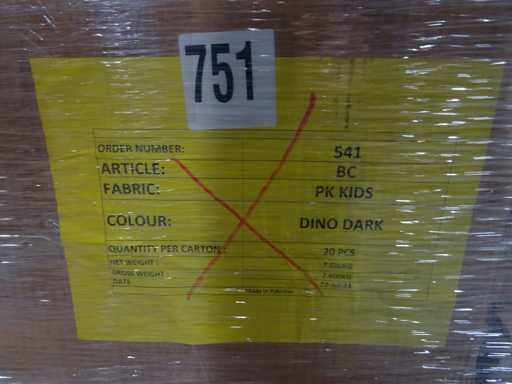 751
ORDER NUMBER: 541
ARTICLE: BC
FABRIC: PK KIDS
COLOUR: DINO DARK
QUANTITY PER CARTON: 20 PCS
NET WEIGHT:
GROSS WEIGHT:
DATE
Made in Pakistan